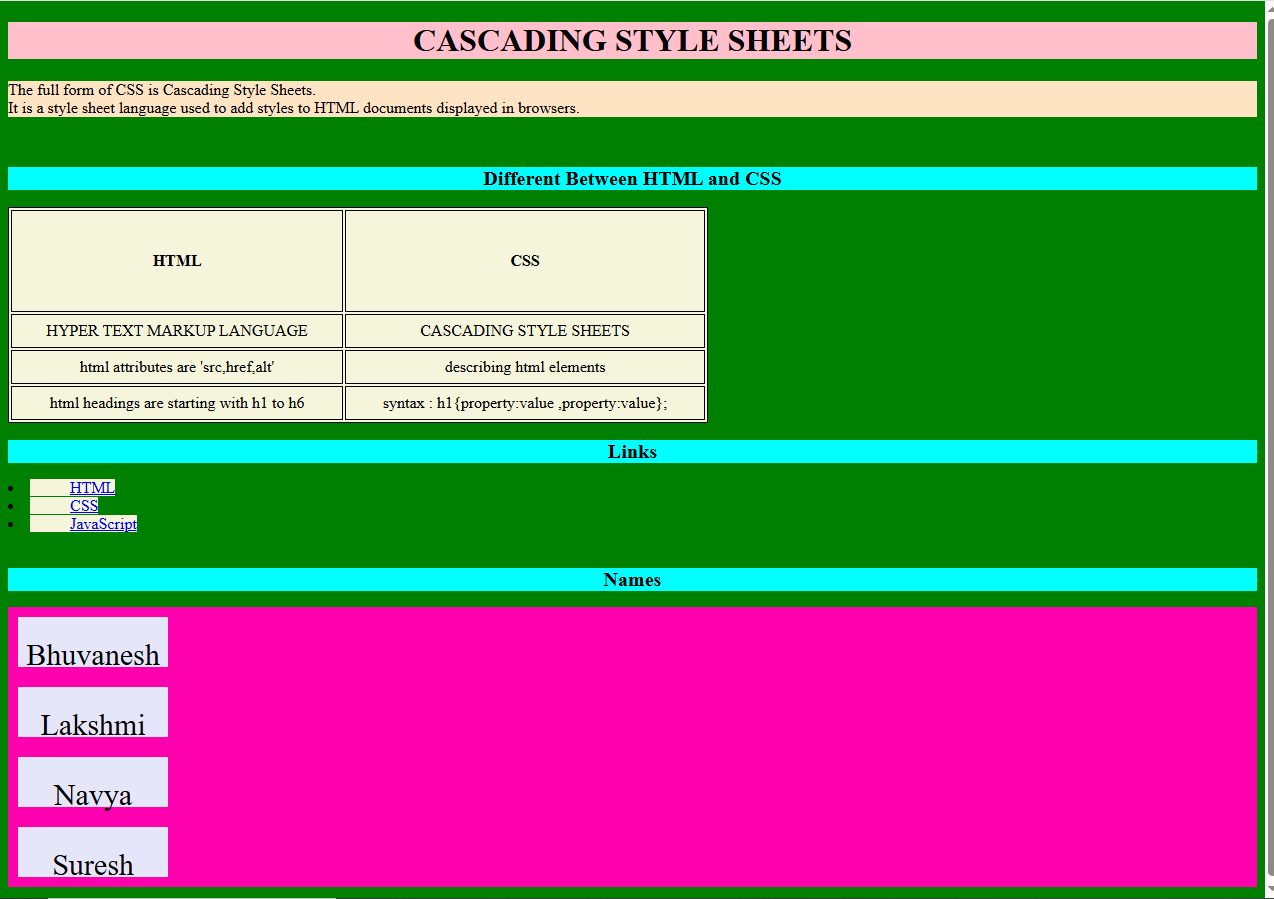 CASCADING STYLE SHEETS
The full form of CSS is Cascading Style Sheets.
It is a style sheet language used to add styles to HTML documents displayed in browsers.
Different Between HTML and CSS
HTML CSS
HYPER TEXT MARKUP LANGUAGE CASCADING STYLE SHEETS
html attributes are 'src,href,alt' describing html elements
html headings are starting with h1 to h6 syntax : h1{property:value ,property:value};
Links
HTML
CSS
JavaScript
Names
Bhuvanesh
Lakshmi
Navya
Suresh